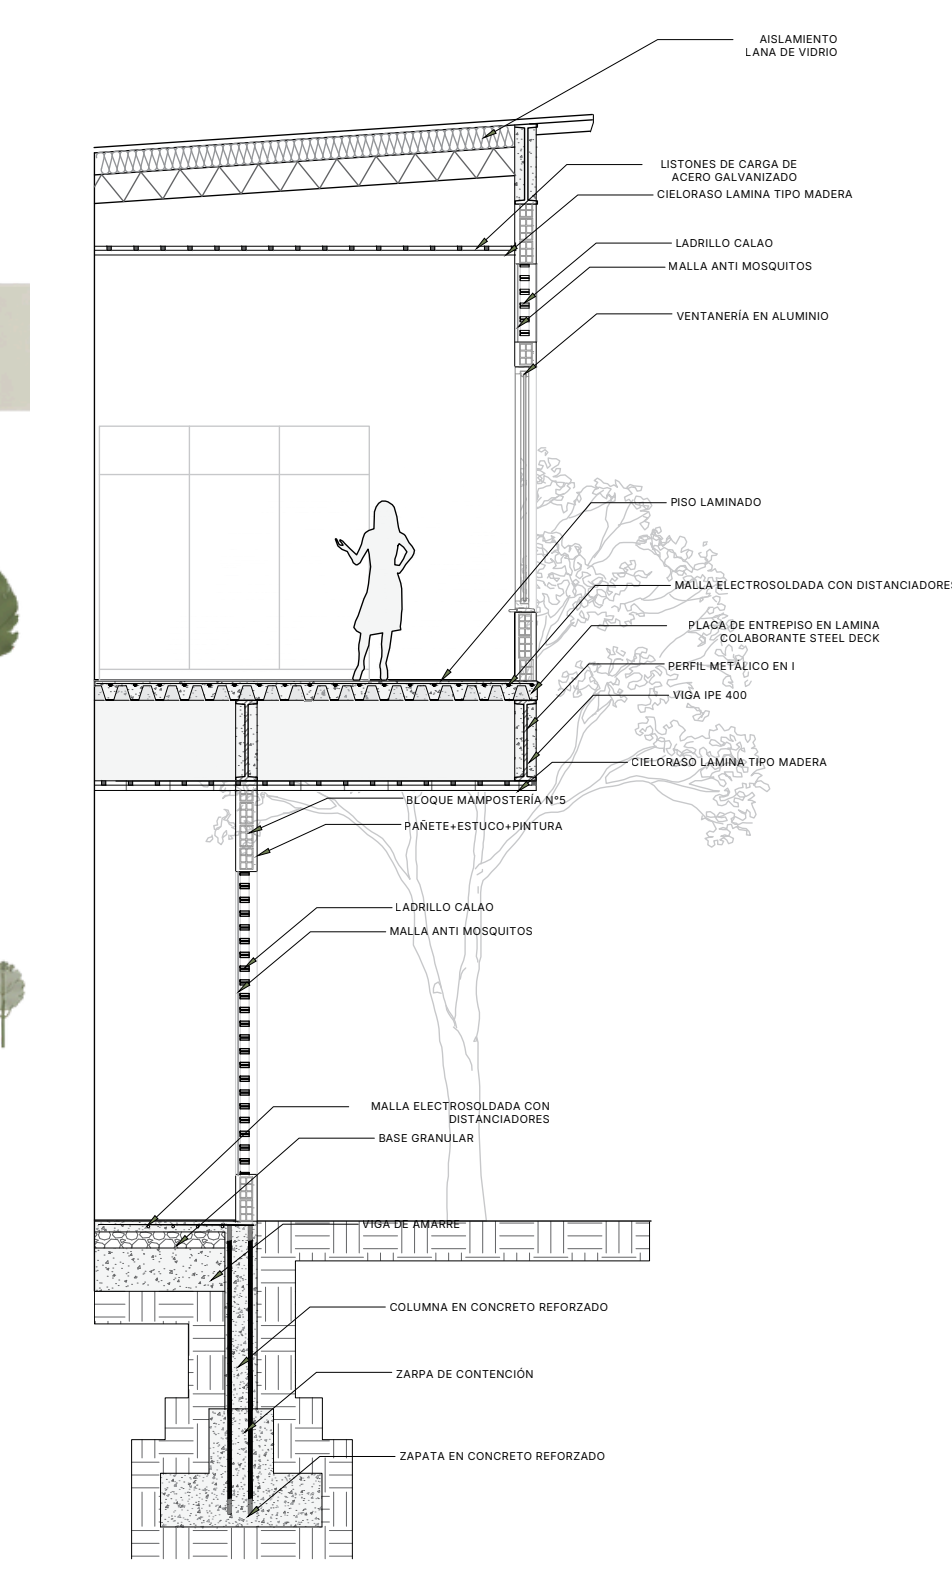 AISLAMIENTO
LANA DE VIDRIO
LISTONES DE CARGA DE
ACERO GALVANIZADO
CIELORASO LAMINA TIPO MADERA
LADRILLO CALAO
MALLA ANTI MOSQUITOS
VENTANERÍA EN ALUMINIO
PISO LAMINADO
MALLA ELECTROSOLDADA CON DISTANCIADORES
PLACA DE ENTREPISO EN LAMINA
COLABORANTE STEEL DECK
PERFIL METÁLICO EN I
VIGA IPE 400
CIELORASO LAMINA TIPO MADERA
BLOQUE MAMPOSTERÍA N°5
PAÑETE+ESTUCO+PINTURA
LADRILLO CALAO
MALLA ANTI MOSQUITOS
MALLA ELECTROSOLDADA CON
DISTANCIADORES
BASE GRANULAR
VIGA DE AMARRE
COLUMNA EN CONCRETO REFORZADO
ZARPA DE CONTENCIÓN
ZAPATA EN CONCRETO REFORZADO